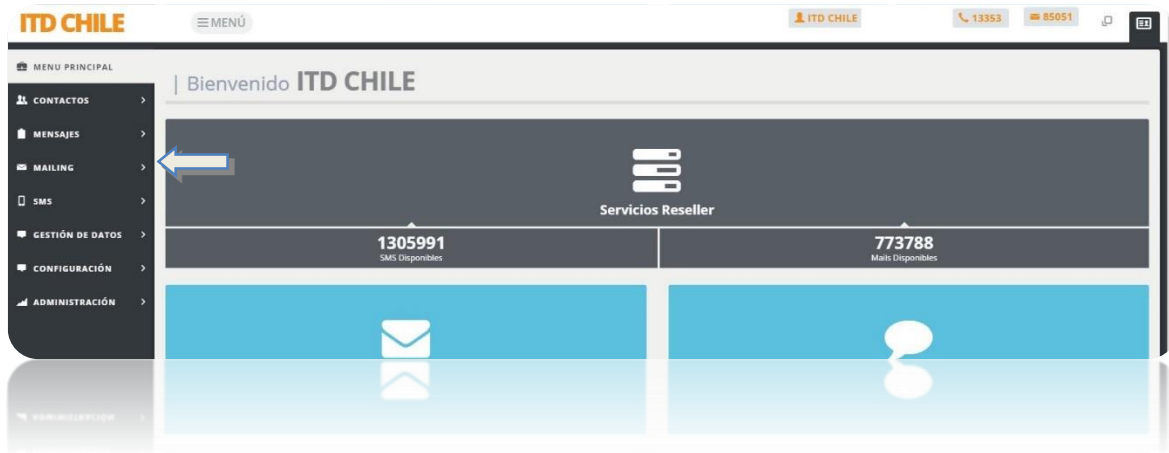 ITD CHILE
MENÚ
ITD CHILE
13353
85051
MENU PRINCIPAL
CONTACTOS
MENSAJES
MAILING
SMS
GESTIÓN DE DATOS
CONFIGURACIÓN
ADMINISTRACIÓN
| Bienvenido ITD CHILE
Servicios Reseller
1305991
SMS Disponibles
773788
Mails Disponibles